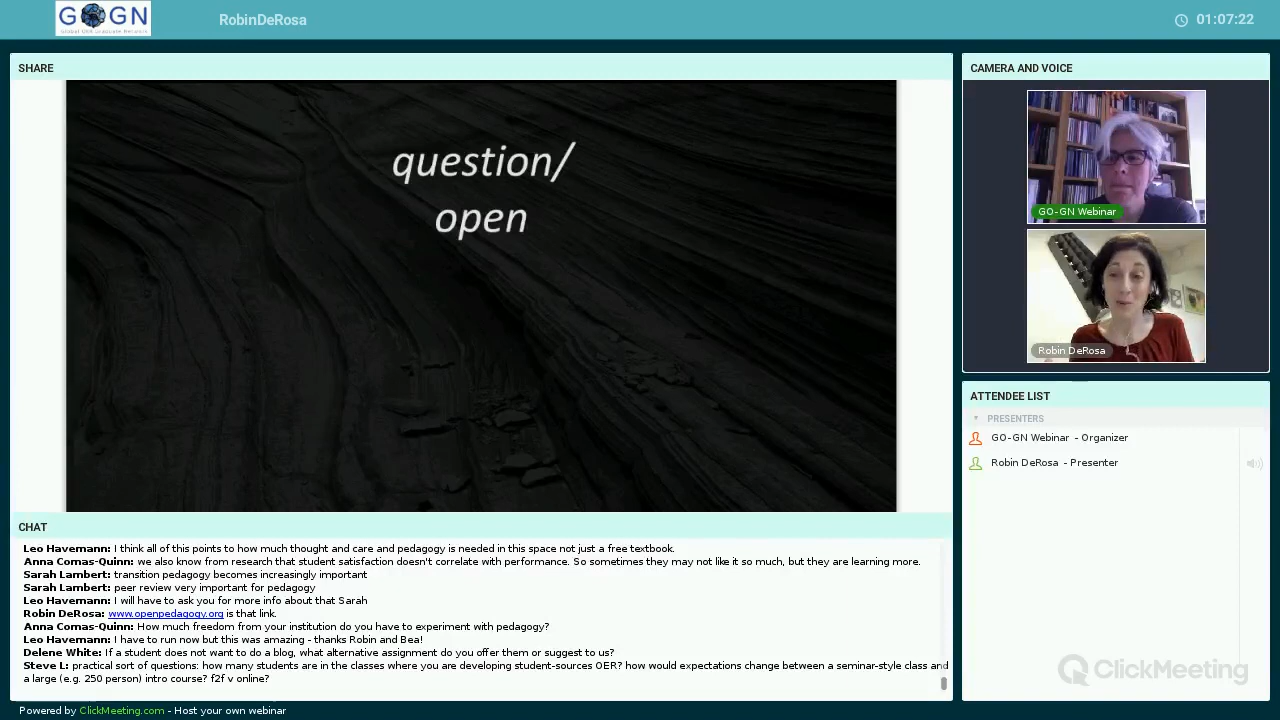 GOGN
Global OER Graduate Network
RobinDeRosa
01:07:22
SHARE
question/
open
CHAT
Leo Havemann: I think all of this points to how much thought and care and pedagogy is needed in this space not just a free textbook.
Anna Comas-Quinn: we also know from research that student satisfaction doesn't correlate with performance. So sometimes they may not like it so much, but they are learning more.
Sarah Lambert: transition pedagogy becomes increasingly important
Sarah Lambert: peer review very important for pedagogy
Leo Havemann: I will have to ask you for more info about that Sarah
Robin DeRosa: www.openpedagogy.org is that link.
Anna Comas-Quinn: How much freedom from your institution do you have to experiment with pedagogy?
Leo Havemann: I have to run now but this was amazing - thanks Robin and Bea!
Delene White: If a student does not want to do a blog, what alternative assignment do you offer them or suggest to us?
Steve L: practical sort of questions: how many students are in the classes where you are developing student-sources OER? how would expectations change between a seminar-style class and
a large (e.g. 250 person) intro course? f2f v online?
CAMERA AND VOICE
GO-GN Webinar
Robin DeRosa
ATTENDEE LIST
PRESENTERS
GO-GN Webinar - Organizer
Robin DeRosa - Presenter
ClickMeeting
Powered by ClickMeeting.com - Host your own webinar